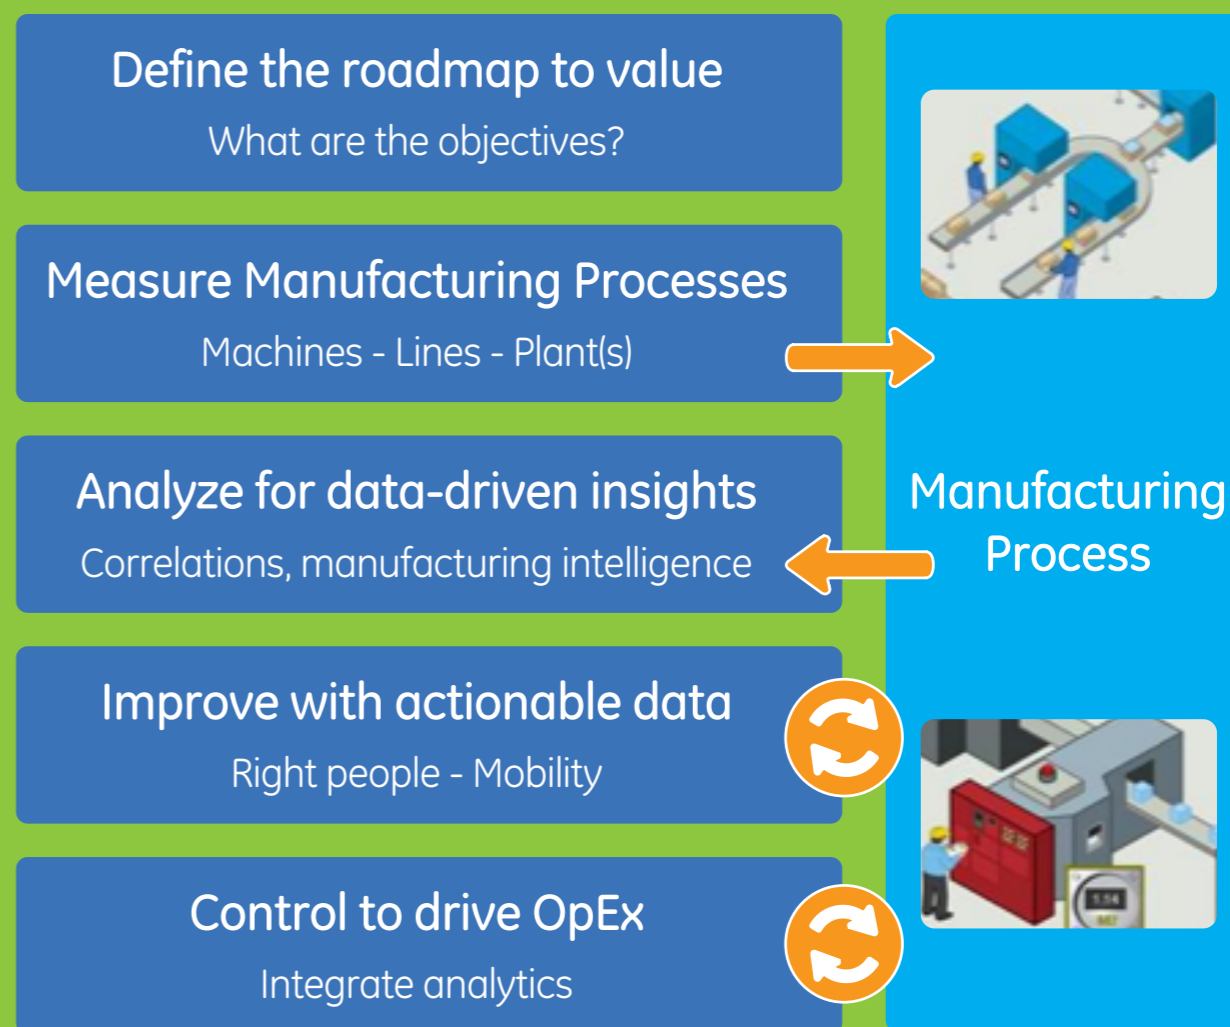 Define the roadmap to value
What are the objectives?
Measure Manufacturing Processes
Machines - Lines - Plant(s)
Analyze for data-driven insights
Correlations, manufacturing intelligence
Improve with actionable data
Right people - Mobility
Control to drive OpEx
Integrate analytics
Manufacturing
Process
1.14